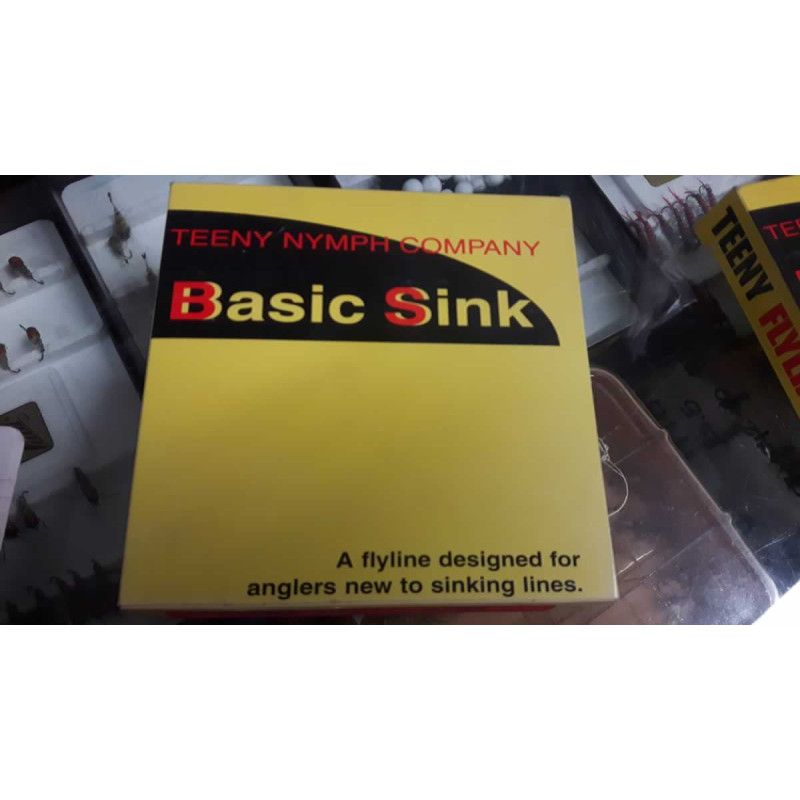 TEENY NYMPH COMPANY
Basic Sink
A flyline designed for
anglers new to sinking lines.
TEENY